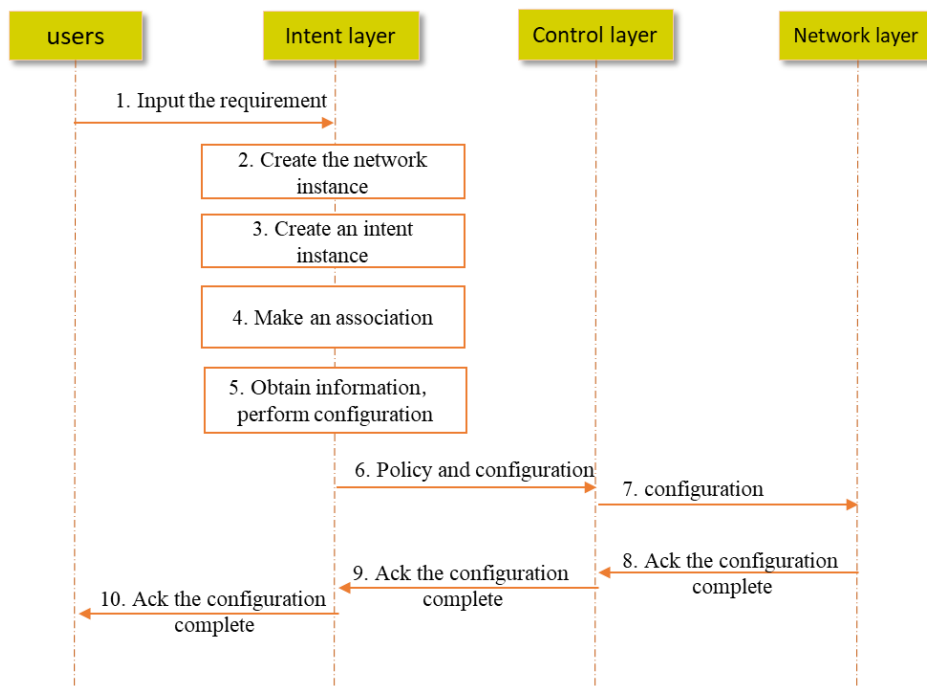 users
Intent layer
Control layer
Network layer
1. Input the requirement
2. Create the network
instance
3. Create an intent
instance
4. Make an association
5. Obtain information,
perform configuration
6. Policy and configuration
7. configuration
8. Ack the configuration
complete
9. Ack the configuration
complete
10. Ack the configuration
complete